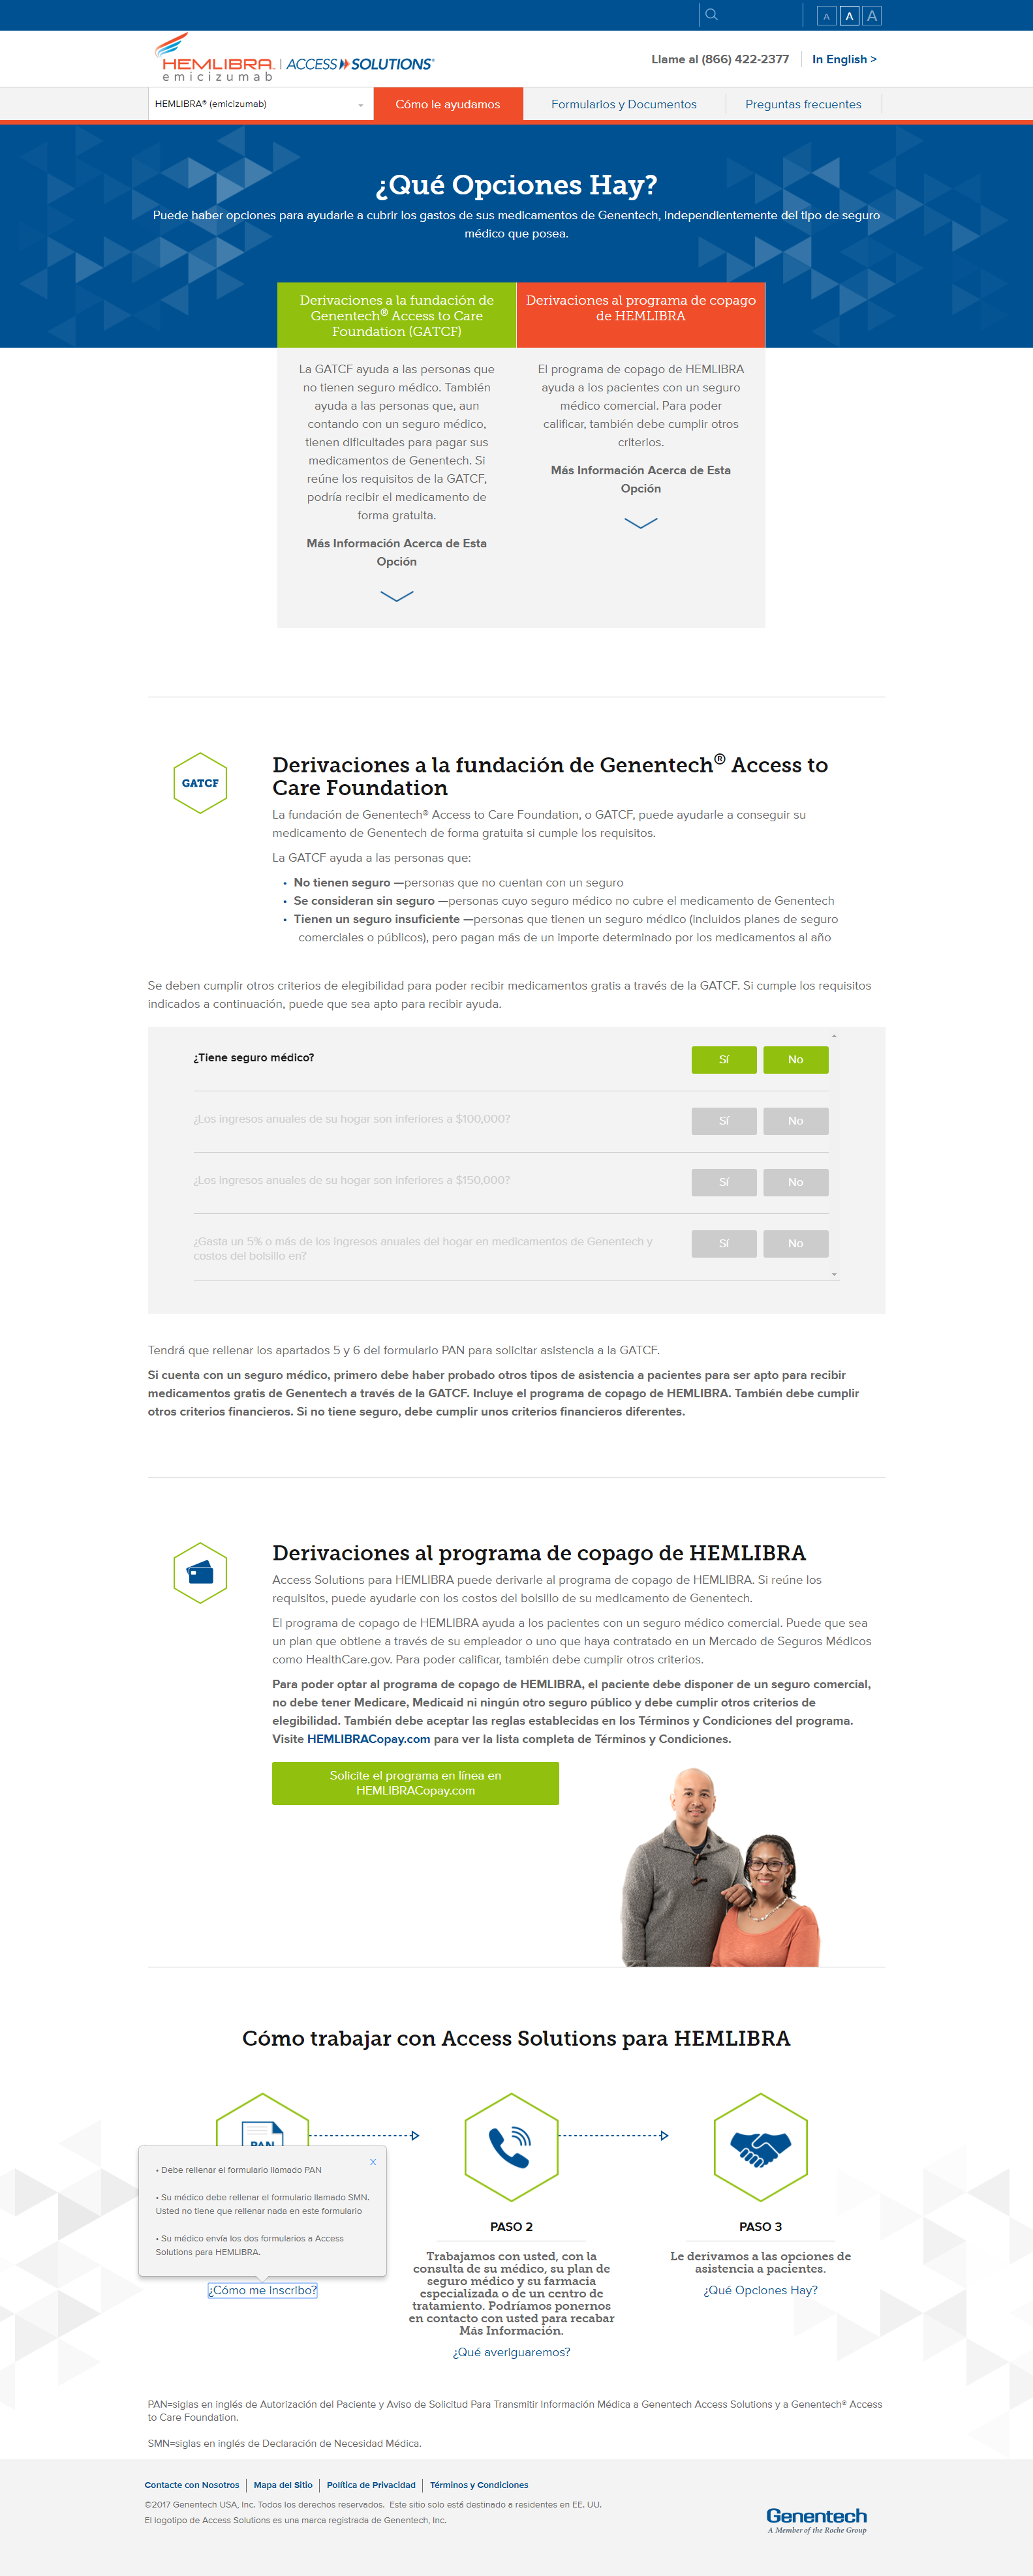 A A A
HEMLIBRA
emicizumab
ACCESS SOLUTIONS®
Llame al (866) 422-2377
In English >
HEMLIBRA® (emicizumab)
Cómo le ayudamos
Formularios y Documentos
Preguntas frecuentes
¿Qué Opciones Hay?
Puede haber opciones para ayudarle a cubrir los gastos de sus medicamentos de Genentech, independientemente del tipo de seguro
médico que posea.
Derivaciones a la fundación de
Genentech® Access to Care
Foundation (GATCF)
La GATCF ayuda a las personas que
no tienen seguro médico. También
ayuda a las personas que, aun
contando con un seguro médico,
tienen dificultades para pagar sus
medicamentos de Genentech. Si
reúne los requisitos de la GATCF,
podría recibir el medicamento de
forma gratuita.
Más Información Acerca de Esta
Opción
Derivaciones al programa de copago
de HEMLIBRA
El programa de copago de HEMLIBRA
ayuda a los pacientes con un seguro
médico comercial. Para poder
calificar, también debe cumplir otros
criterios.
Más Información Acerca de Esta
Opción
GATCF
Derivaciones a la fundación de Genentech® Access to
Care Foundation
La fundación de Genentech® Access to Care Foundation, o GATCF, puede ayudarle a conseguir su
medicamento de Genentech de forma gratuita si cumple los requisitos.
La GATCF ayuda a las personas que:
• No tienen seguro —personas que no cuentan con un seguro
• Se consideran sin seguro —personas cuyo seguro médico no cubre el medicamento de Genentech
• Tienen un seguro insuficiente —personas que tienen un seguro médico (incluidos planes de seguro
comerciales o públicos), pero pagan más de un importe determinado por los medicamentos al año
Se deben cumplir otros criterios de elegibilidad para poder recibir medicamentos gratis a través de la GATCF. Si cumple los requisitos
indicados a continuación, puede que sea apto para recibir ayuda.
¿Tiene seguro médico?
Sí No
¿Los ingresos anuales de su hogar son inferiores a $100,000?
Sí No
¿Los ingresos anuales de su hogar son inferiores a $150,000?
Sí No
¿Gasta un 5% o más de los ingresos anuales del hogar en medicamentos de Genentech y
costos del bolsillo en?
Sí No
Tendrá que rellenar los apartados 5 y 6 del formulario PAN para solicitar asistencia a la GATCF.
Si cuenta con un seguro médico, primero debe haber probado otros tipos de asistencia a pacientes para ser apto para recibir
medicamentos gratis de Genentech a través de la GATCF. Incluye el programa de copago de HEMLIBRA. También debe cumplir
otros criterios financieros. Si no tiene seguro, debe cumplir unos criterios financieros diferentes.
Derivaciones al programa de copago de HEMLIBRA
Access Solutions para HEMLIBRA puede derivarle al programa de copago de HEMLIBRA. Si reúne los
requisitos, puede ayudarle con los costos del bolsillo de su medicamento de Genentech.
El programa de copago de HEMLIBRA ayuda a los pacientes con un seguro médico comercial. Puede que sea
un plan que obtiene a través de su empleador o uno que haya contratado en un Mercado de Seguros Médicos
como HealthCare.gov. Para poder calificar, también debe cumplir otros criterios.
Para poder optar al programa de copago de HEMLIBRA, el paciente debe disponer de un seguro comercial,
no debe tener Medicare, Medicaid ni ningún otro seguro público y debe cumplir otros criterios de
elegibilidad. También debe aceptar las reglas establecidas en los Términos y Condiciones del programa.
Visite HEMLIBRACopay.com para ver la lista completa de Términos y Condiciones.
Solicite el programa en línea en
HEMLIBRACopay.com
Cómo trabajar con Access Solutions para HEMLIBRA
PAN
X
• Debe rellenar el formulario llamado PAN
• Su médico debe rellenar el formulario llamado SMN.
Usted no tiene que rellenar nada en este formulario
• Su médico envía los dos formularios a Access
Solutions para HEMLIBRA.
¿Cómo me inscribo?
PASO 2
Trabajamos con usted, con la
consulta de su médico, su plan de
seguro médico y su farmacia
especializada o de un centro de
tratamiento. Podríamos ponernos
en contacto con usted para recabar
Más Información.
¿Qué averiguaremos?
PASO 3
Le derivamos a las opciones de
asistencia a pacientes.
¿Qué Opciones Hay?
PAN=siglas en inglés de Autorización del Paciente y Aviso de Solicitud Para Transmitir Información Médica a Genentech Access Solutions y a Genentech® Access
to Care Foundation.
SMN=siglas en inglés de Declaración de Necesidad Médica.
Contacte con Nosotros
Mapa del Sitio
Política de Privacidad
Términos y Condiciones
©2017 Genentech USA, Inc. Todos los derechos reservados. Este sitio solo está destinado a residentes en EE. UU.
El logotipo de Access Solutions es una marca registrada de Genentech, Inc.
Genentech
A Member of the Roche Group